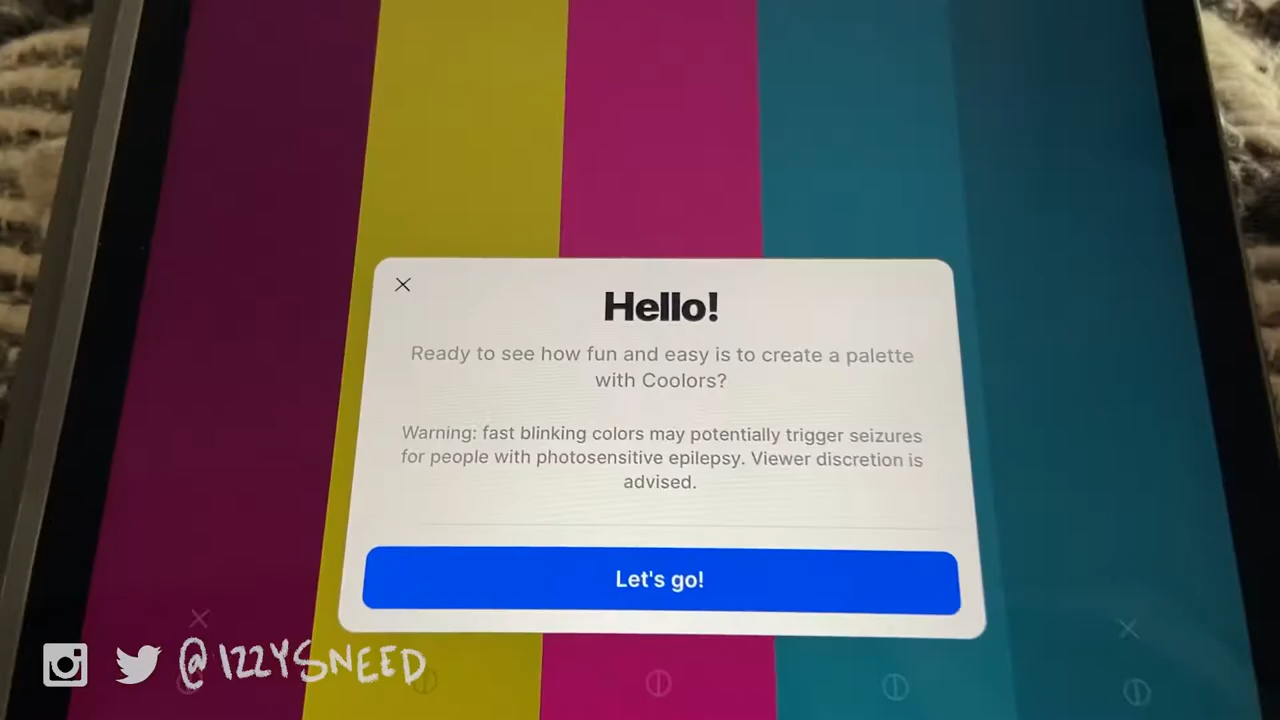 Hello!
Ready to see how fun and easy is to create a palette
with Coolors?
Warning: fast blinking colors may potentially trigger seizures
for people with photosensitive epilepsy. Viewer discretion is
advised.
Let's go!
@IZZYSNEED